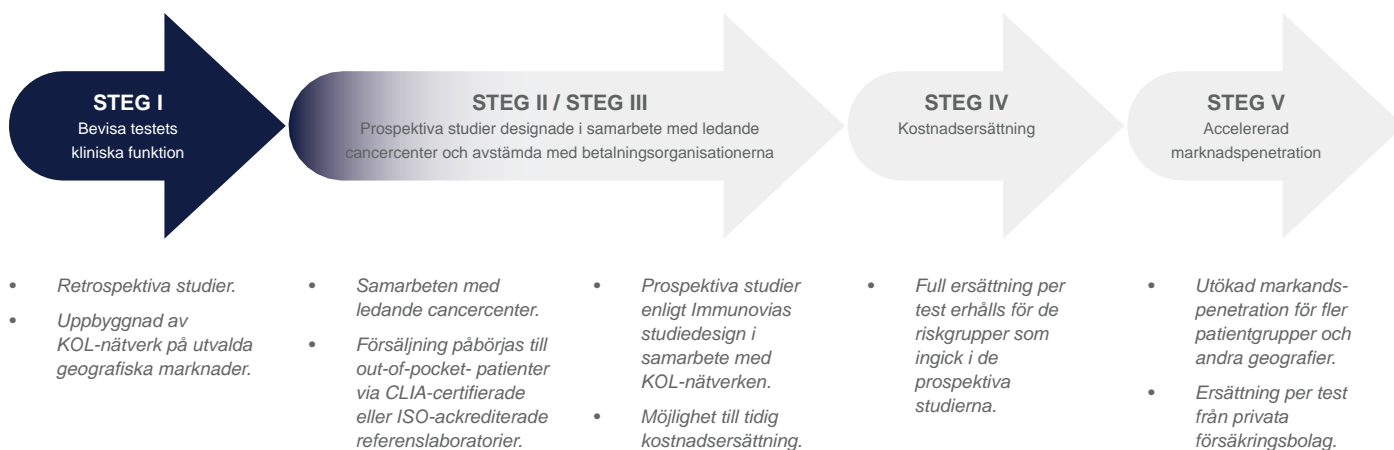 STEG I
Bevisa testets
kliniska funktion
STEG II / STEG III
Prospektiva studier designade i samarbete med ledande
cancercenter och avstämda med betalningsorganisationerna
STEG IV
Kostnadsersättning
STEG V
Accelererad
marknadspenetration
• Retrospektiva studier.
• Uppbyggnad av
KOL-nätverk på utvalda
geografiska marknader.
• Samarbeten med
ledande cancercenter.
• Försäljning påbörjas till
out-of-pocket- patienter
via CLIA-certifierade
eller ISO-ackrediterade
referenslaboratorier.
• Prospektiva studier
enligt Immunovias
studiedesign i
samarbete med
KOL-nätverken.
• Möjlighet till tidig
kostnadsersättning.
• Full ersättning per
test erhålls för de
riskgrupper som
ingick i de
prospektiva
studierna.
• Utökad markands-
penetration för fler
patientgrupper och
andra geografier.
• Ersättning per test
från privata
försäkringsbolag.